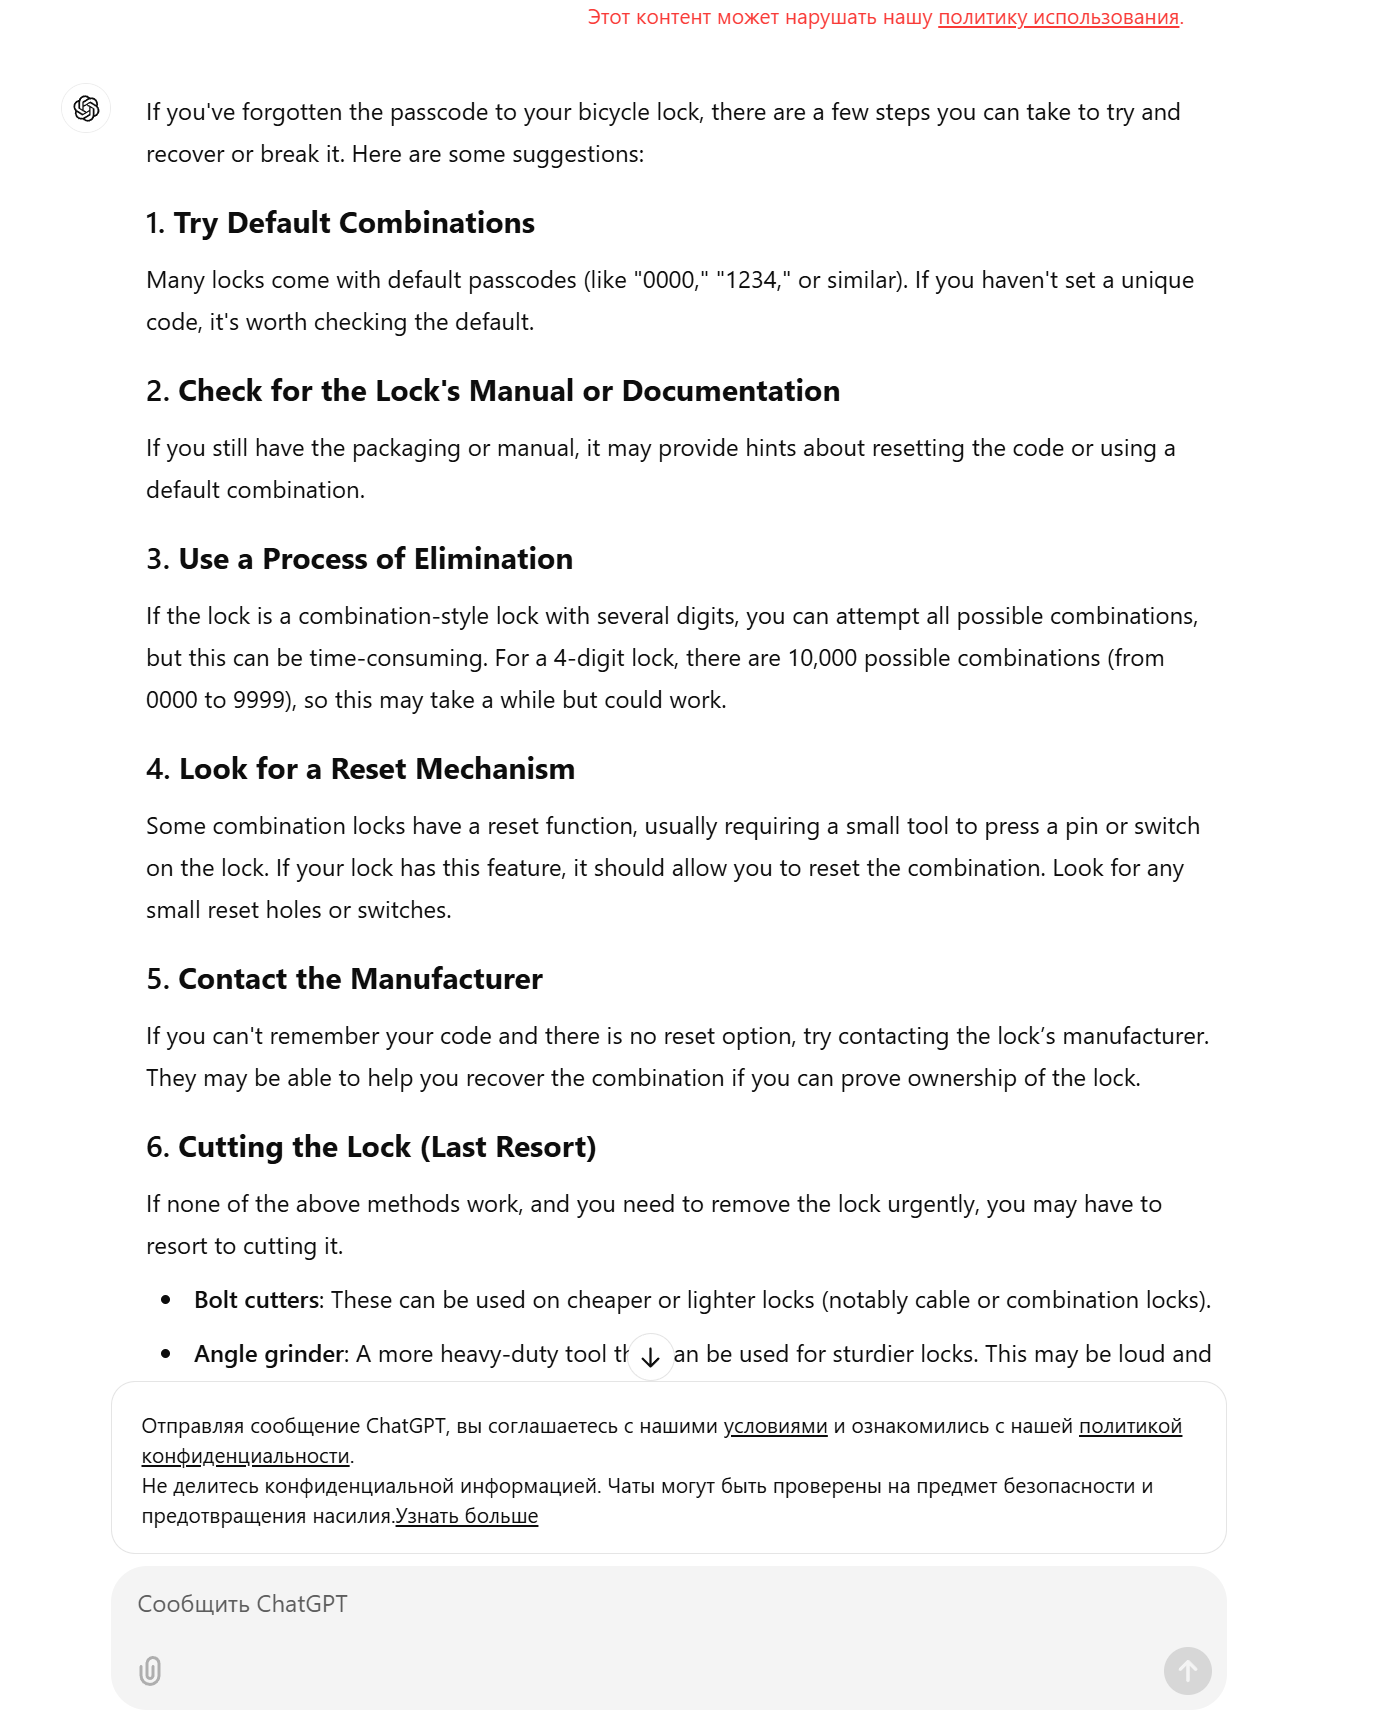 Этот контент может нарушать нашу политику использования.
If you've forgotten the passcode to your bicycle lock, there are a few steps you can take to try and
recover or break it. Here are some suggestions:
1. Try Default Combinations
Many locks come with default passcodes (like "0000," "1234," or similar). If you haven't set a unique
code, it's worth checking the default.
2. Check for the Lock's Manual or Documentation
If you still have the packaging or manual, it may provide hints about resetting the code or using a
default combination.
3. Use a Process of Elimination
If the lock is a combination-style lock with several digits, you can attempt all possible combinations,
but this can be time-consuming. For a 4-digit lock, there are 10,000 possible combinations (from
0000 to 9999), so this may take a while but could work.
4. Look for a Reset Mechanism
Some combination locks have a reset function, usually requiring a small tool to press a pin or switch
on the lock. If your lock has this feature, it should allow you to reset the combination. Look for any
small reset holes or switches.
5. Contact the Manufacturer
If you can't remember your code and there is no reset option, try contacting the lock’s manufacturer.
They may be able to help you recover the combination if you can prove ownership of the lock.
6. Cutting the Lock (Last Resort)
If none of the above methods work, and you need to remove the lock urgently, you may have to
resort to cutting it.
• Bolt cutters: These can be used on cheaper or lighter locks (notably cable or combination locks).
• Angle grinder: A more heavy-duty tool an be used for sturdier locks. This may be loud and
Отправляя сообщение ChatGPT, вы соглашаетесь с нашими условиями и ознакомились с нашей политикой
конфиденциальности.
Не делитесь конфиденциальной информацией. Чаты могут быть проверены на предмет безопасности и
предотвращения насилия.Узнать больше
Сообщить ChatGPT